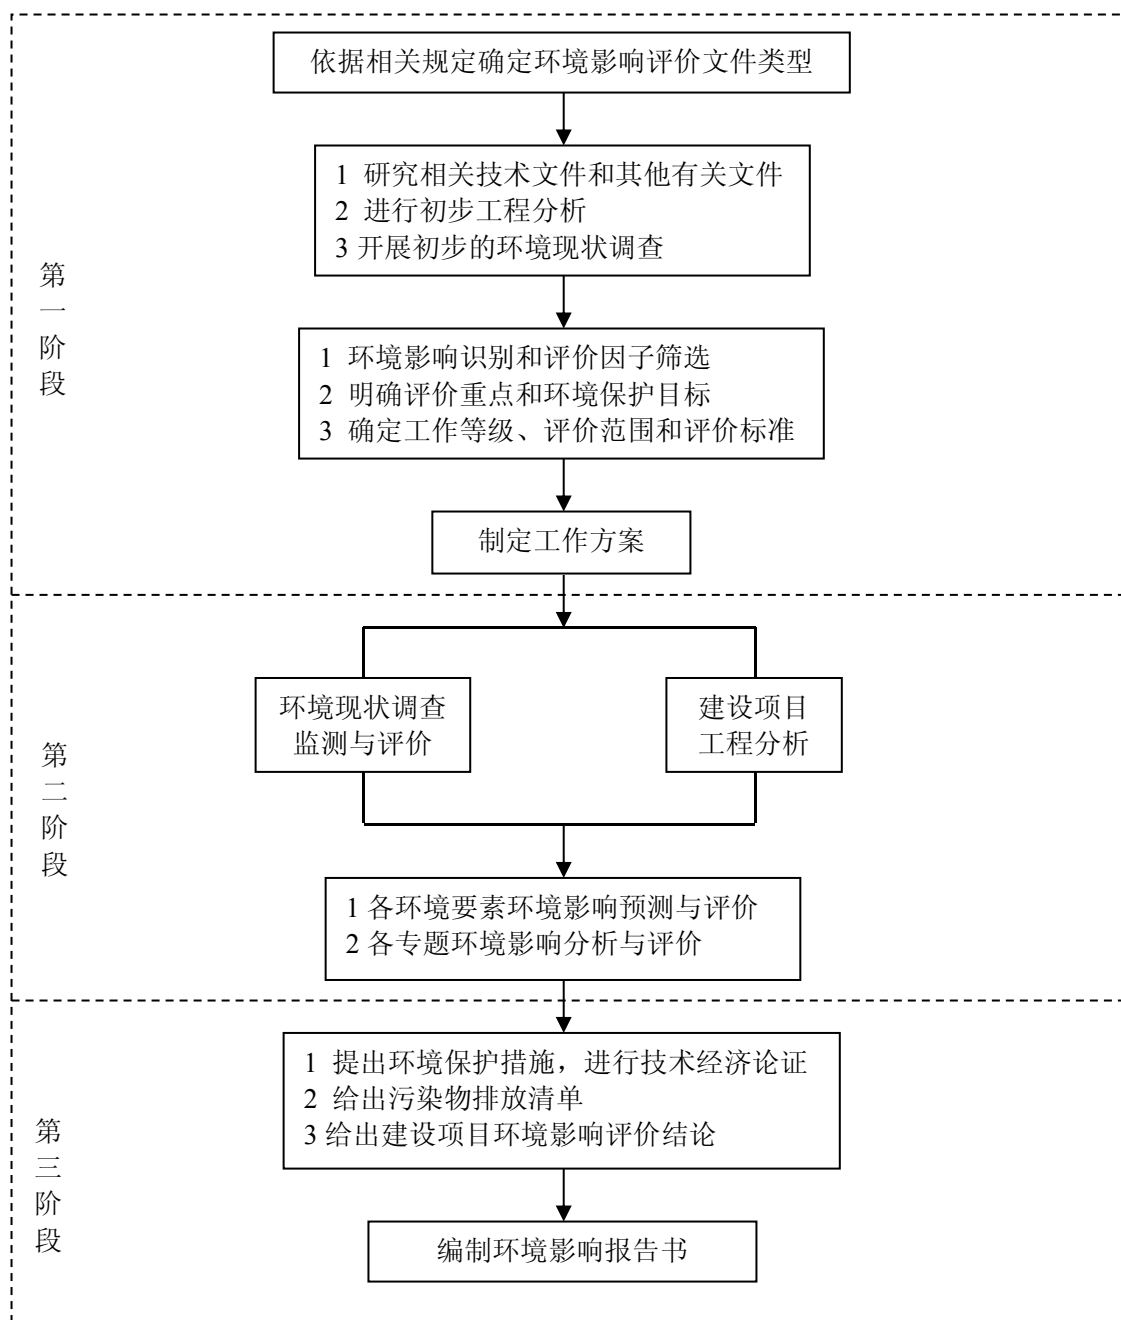 依据相关规定确定环境影响评价文件类型
1 研究相关技术文件和其他有关文件
2 进行初步工程分析
3 开展初步的环境现状调查
第一阶段
1 环境影响识别和评价因子筛选
2 明确评价重点和环境保护目标
3 确定工作等级、评价范围和评价标准
制定工作方案
环境现状调查
监测与评价
建设项目
工程分析
第二阶段
1 各环境要素环境影响预测与评价
2 各专题环境影响分析与评价
1 提出环境保护措施，进行技术经济论证
2 给出污染物排放清单
3 给出建设项目环境影响评价结论
第三阶段
编制环境影响报告书